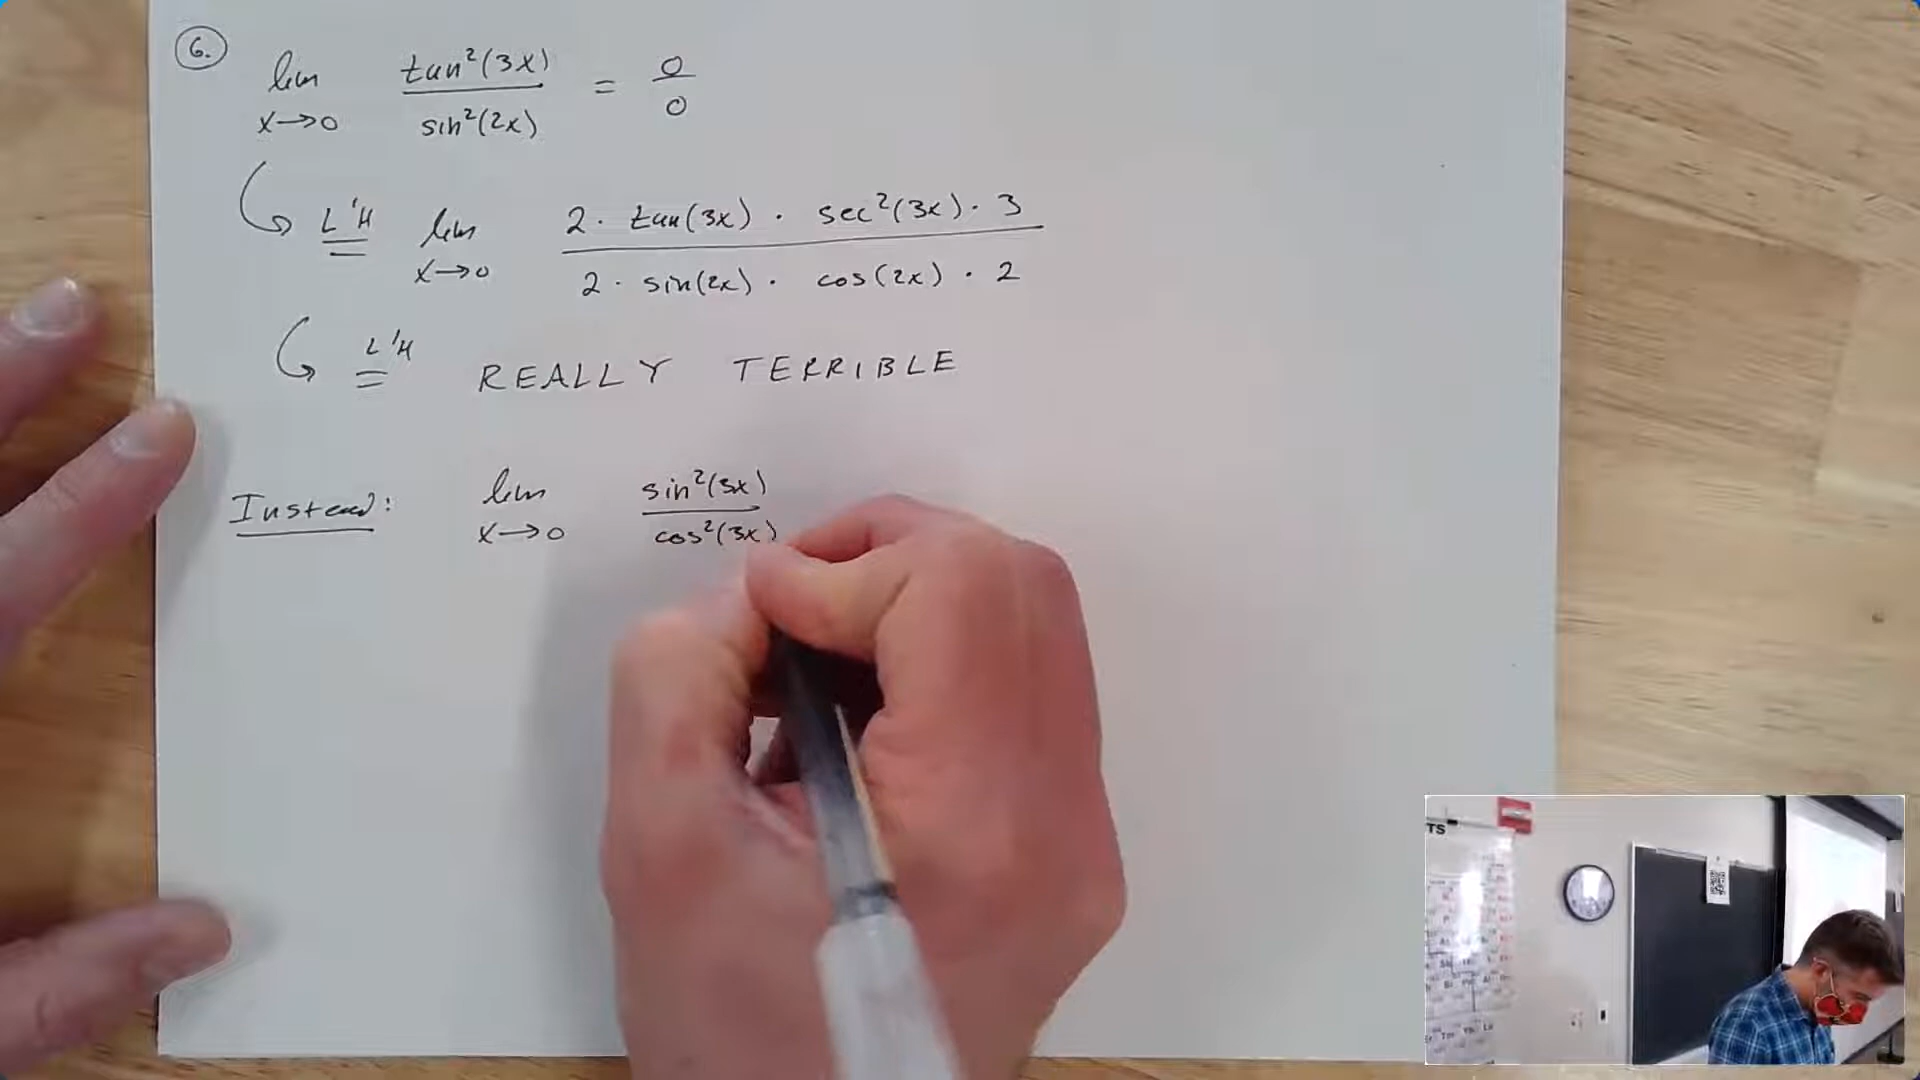 6.
lim x→0 tan²(3x) / sin²(2x) = 0/0
L'H = lim x→0 2 · tan(3x) · sec²(3x) · 3 / 2 · sin(2x) · cos(2x) · 2
L'H = REALLY TERRIBLE
Instead: lim x→0 sin²(3x) / cos²(3x)
TS